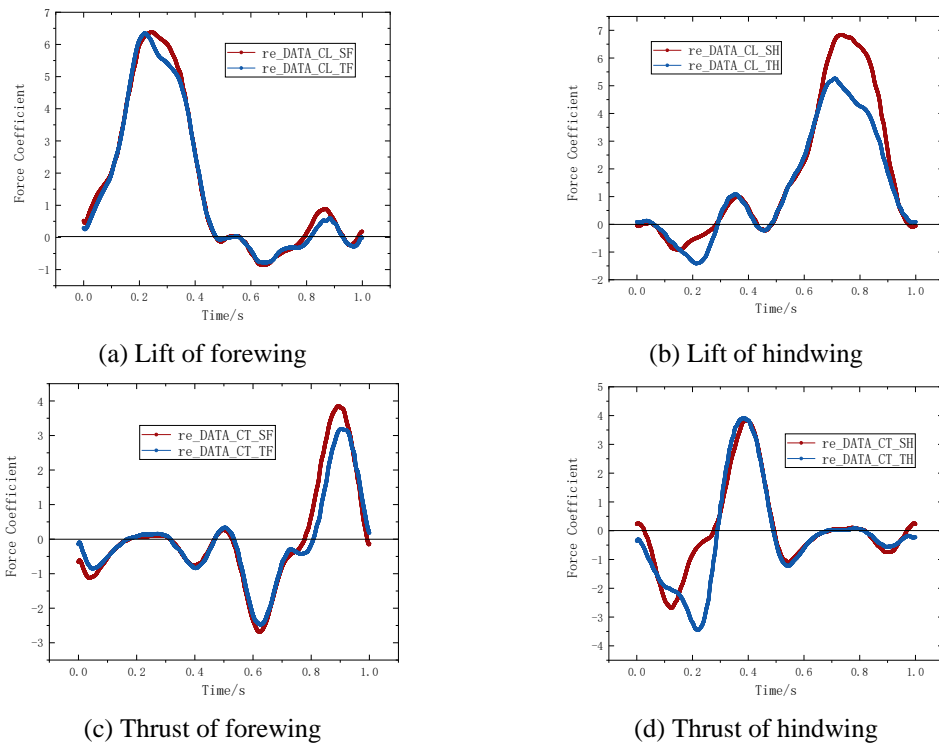 re_DATA_CL_SF
re_DATA_CL_TF
Force Coefficient
7
6
5
4
3
2
1
0
-1
0.0 0.2 0.4 0.6 0.8 1.0
Time/s
(a) Lift of forewing
re_DATA_CL_SH
re_DATA_CL_TH
Force Coefficient
7
6
5
4
3
2
1
0
-1
-2
0.0 0.2 0.4 0.6 0.8 1.0
Time/s
(b) Lift of hindwing
re_DATA_CT_SF
re_DATA_CT_TF
Force Coefficient
4
3
2
1
0
-1
-2
-3
0.0 0.2 0.4 0.6 0.8 1.0
Time/s
(c) Thrust of forewing
re_DATA_CT_SH
re_DATA_CT_TH
Force Coefficient
5
4
3
2
1
0
-1
-2
-3
-4
0.0 0.2 0.4 0.6 0.8 1.0
Time/s
(d) Thrust of hindwing